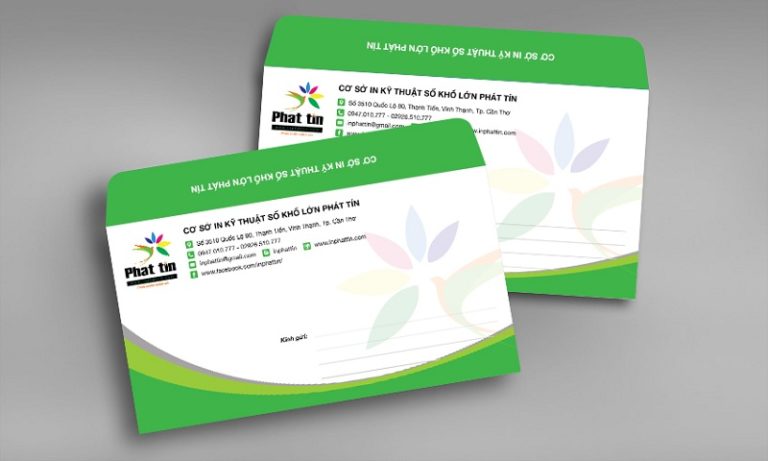 CƠ SỞ IN KỸ THUẬT SỐ KHỔ LỚN PHÁT TÍN
CƠ SỞ IN KỸ THUẬT SỐ KHỔ LỚN PHÁT TÍN
Số 3510 Quốc Lộ 80, Thạnh Tiến, Vĩnh Thạnh, Tp. Cần Thơ
0947.010.777 - 02926.510.777
inphattin@gmail.com
.inphattin.com
Phat tin
CƠ SỞ IN KỸ THUẬT SỐ KHỔ LỚN PHÁT TÍN
CƠ SỞ IN KỸ THUẬT SỐ KHỔ LỚN PHÁT TÍN
Số 3510 Quốc Lộ 80, Thạnh Tiến, Vĩnh Thạnh, Tp. Cần Thơ
0947.010.777 - 02926.510.777
inphattin@gmail.com inphattin www.inphattin.com
www.facebook.com/inphattin/
Phat tin
Kính gửi: